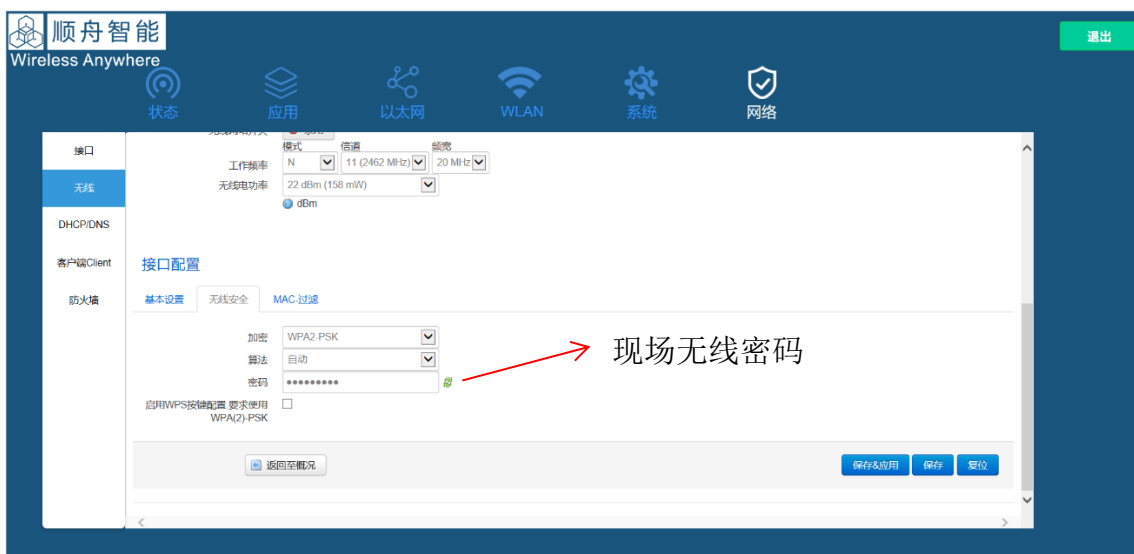 顺舟智能
Wireless Anywhere
退出
状态
应用
以太网
WLAN
系统
网络
接口
无线
DHCP/DNS
客户端Client
防火墙
模式 信道 频宽
工作频率 N 11 (2462 MHz) 20 MHz
无线电功率 22 dBm (158 mW)
dBm
接口配置
基本设置 无线安全 MAC-过滤
加密 WPA2-PSK
算法 自动
密码 •••••••••
现场无线密码
启用WPS按键配置 要求使用
WPA(2)-PSK
返回至概况
保存&应用 保存 复位